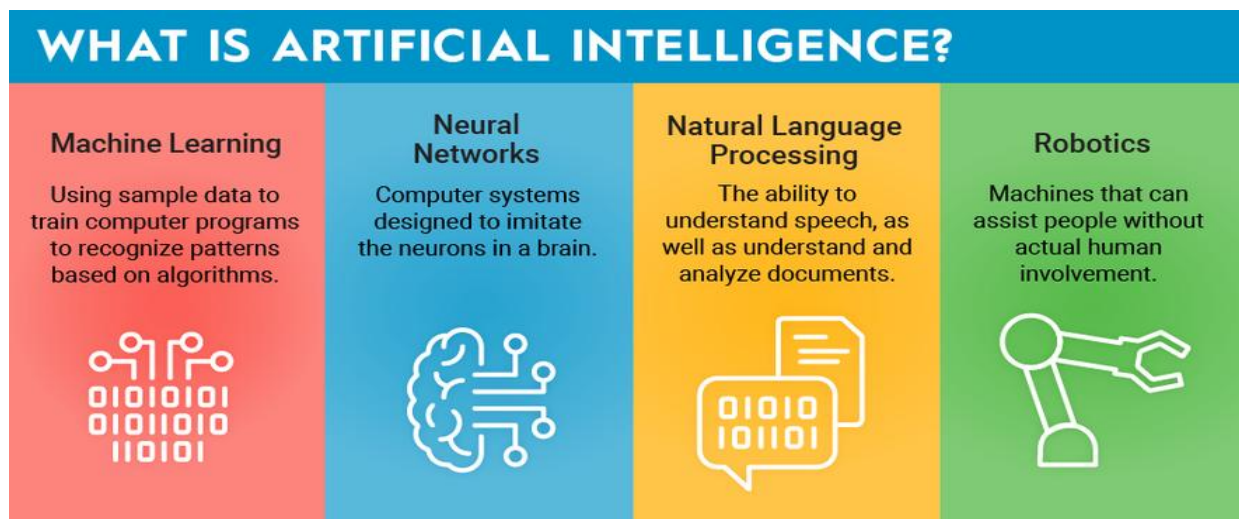 WHAT IS ARTIFICIAL INTELLIGENCE?
Machine Learning
Using sample data to
train computer programs
to recognize patterns
based on algorithms.
01010101
01011010
110101
Neural
Networks
Computer systems
designed to imitate
the neurons in a brain.
Natural Language
Processing
The ability to
understand speech, as
well as understand and
analyze documents.
01010
101101
Robotics
Machines that can
assist people without
actual human
involvement.